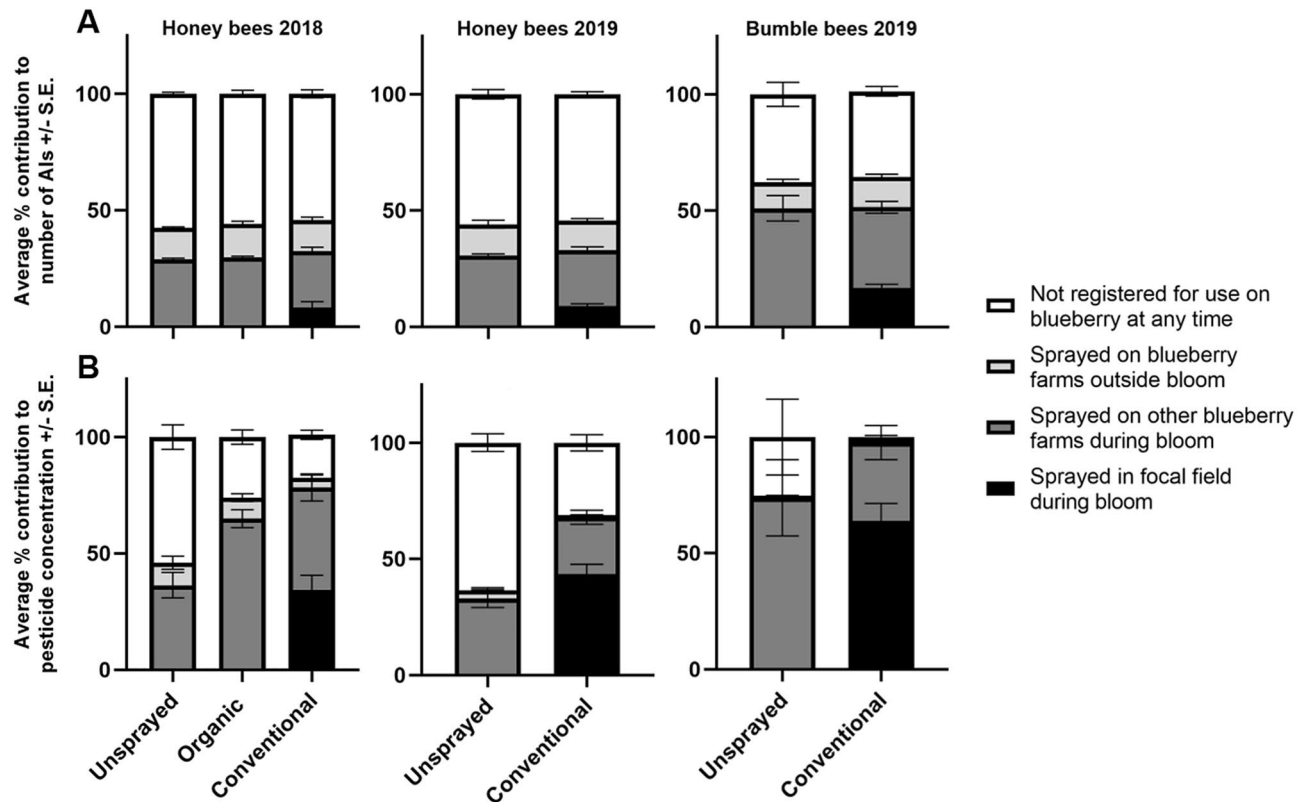 A
Honey bees 2018
Honey bees 2019
Bumble bees 2019
Average % contribution to
number of AIs +/- S.E.
100
50
0
100
50
0
100
50
0
B
Average % contribution to
pesticide concentration +/- S.E.
100
50
0
100
50
0
100
50
0
Unsprayed
Organic
Conventional
Unsprayed
Conventional
Unsprayed
Conventional
Not registered for use on
blueberry at any time
Sprayed on blueberry
farms outside bloom
Sprayed on other blueberry
farms during bloom
Sprayed in focal field
during bloom